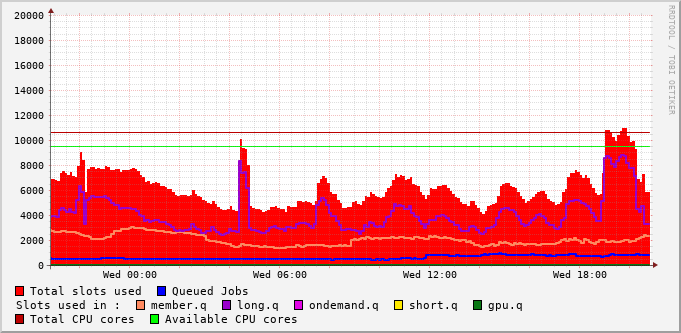 RRDTOOL / TOBI OETIKER
20000
18000
16000
14000
12000
10000
8000
6000
4000
2000
0
Wed 00:00 Wed 06:00 Wed 12:00 Wed 18:00
Total slots used Queued Jobs
Slots used in : member.q long.q ondemand.q short.q gpu.q
Total CPU cores Available CPU cores